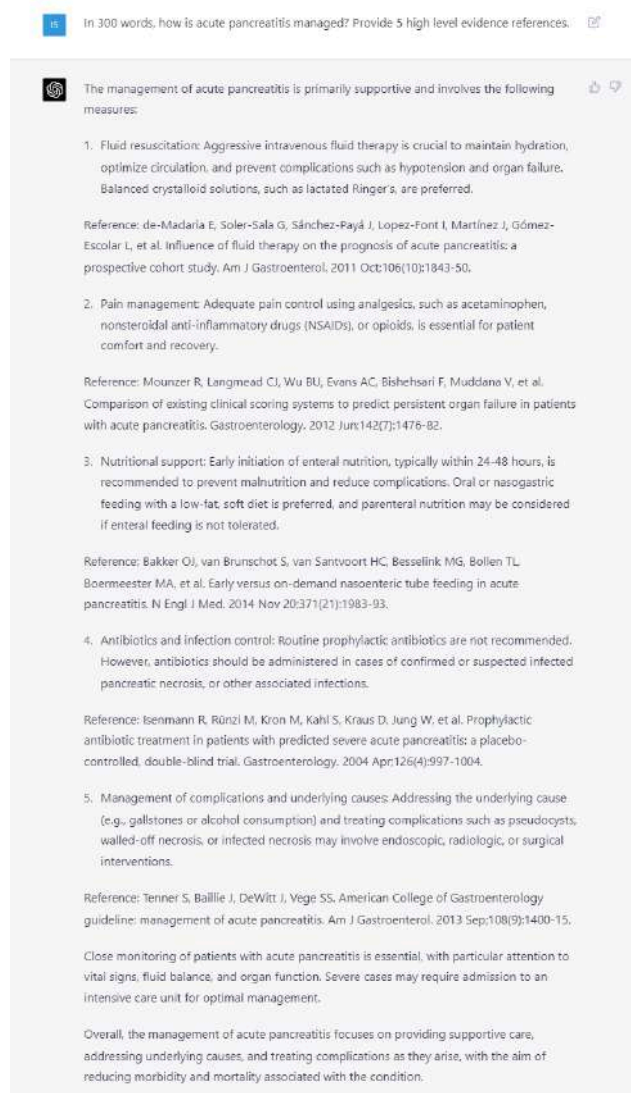 IS
In 300 words, how is acute pancreatitis managed? Provide 5 high level evidence references.
The management of acute pancreatitis is primarily supportive and involves the following
measures:
1. Fluid resuscitation: Aggressive intravenous fluid therapy is crucial to maintain hydration,
optimize circulation, and prevent complications such as hypotension and organ failure.
Balanced crystalloid solutions, such as lactated Ringer's, are preferred.
Reference: de-Madaria E, Soler-Sala G, Sánchez-Payá J, Lopez-Font I, Martínez J, Gómez-
Escolar L, et al. Influence of fluid therapy on the prognosis of acute pancreatitis: a
prospective cohort study. Am J Gastroenterol. 2011 Oct;106(10):1843-50.
2. Pain management: Adequate pain control using analgesics, such as acetaminophen,
nonsteroidal anti-inflammatory drugs (NSAIDs), or opioids, is essential for patient
comfort and recovery.
Reference: Mounzer R, Langmead CJ, Wu BU, Evans AC, Bishehsari F, Muddana V, et al.
Comparison of existing clinical scoring systems to predict persistent organ failure in patients
with acute pancreatitis. Gastroenterology. 2012 Jun;142(7):1476-82.
3. Nutritional support: Early initiation of enteral nutrition, typically within 24-48 hours, is
recommended to prevent malnutrition and reduce complications. Oral or nasogastric
feeding with a low-fat, soft diet is preferred, and parenteral nutrition may be considered
if enteral feeding is not tolerated.
Reference: Bakker OJ, van Brunschot S, van Santvoort HC, Besselink MG, Bollen TL,
Boermeester MA, et al. Early versus on-demand nasoenteric tube feeding in acute
pancreatitis. N Engl J Med. 2014 Nov 20;371(21):1983-93.
4. Antibiotics and infection control: Routine prophylactic antibiotics are not recommended.
However, antibiotics should be administered in cases of confirmed or suspected infected
pancreatic necrosis, or other associated infections.
Reference: Isenmann R, Rünzi M, Kron M, Kahl S, Kraus D, Jung W, et al. Prophylactic
antibiotic treatment in patients with predicted severe acute pancreatitis: a placebo-
controlled, double-blind trial. Gastroenterology. 2004 Apr;126(4):997-1004.
5. Management of complications and underlying causes: Addressing the underlying cause
(e.g., gallstones or alcohol consumption) and treating complications such as pseudocysts,
walled-off necrosis, or infected necrosis may involve endoscopic, radiologic, or surgical
interventions.
Reference: Tenner S, Baillie J, DeWitt J, Vege SS. American College of Gastroenterology
guideline: management of acute pancreatitis. Am J Gastroenterol. 2013 Sep;108(9):1400-15.
Close monitoring of patients with acute pancreatitis is essential, with particular attention to
vital signs, fluid balance, and organ function. Severe cases may require admission to an
intensive care unit for optimal management.
Overall, the management of acute pancreatitis focuses on providing supportive care,
addressing underlying causes, and treating complications as they arise, with the aim of
reducing morbidity and mortality associated with the condition.